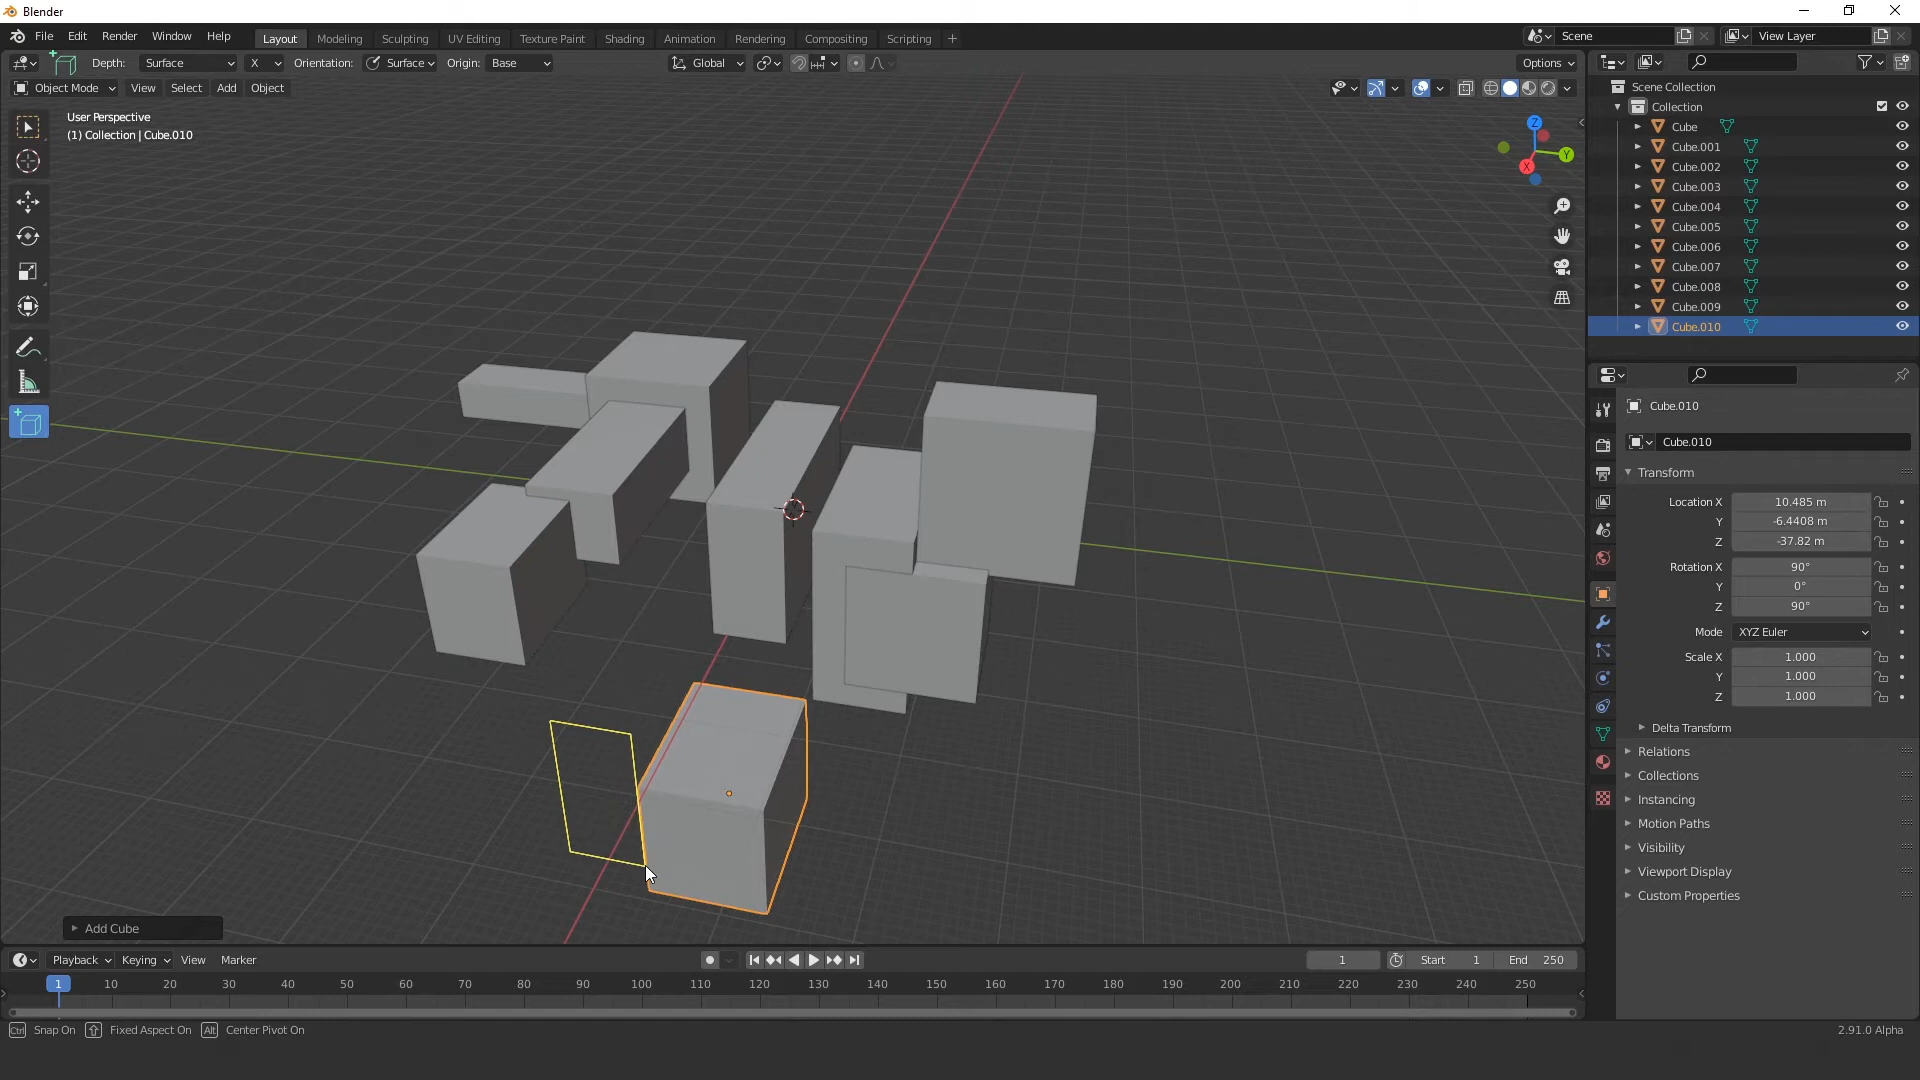 Blender
File Edit Render Window Help Layout Modeling Sculpting UV Editing Texture Paint Shading Animation Rendering Compositing Scripting + Scene View Layer
Depth: Surface X Orientation: Surface Origin: Base Global Options
Object Mode View Select Add Object
User Perspective
(1) Collection | Cube.010
Z
Y
X
Add Cube
Scene Collection
Collection
Cube
Cube.001
Cube.002
Cube.003
Cube.004
Cube.005
Cube.006
Cube.007
Cube.008
Cube.009
Cube.010
Cube.010
Cube.010
Transform
Location X 10.485 m
Y -6.4408 m
Z -37.82 m
Rotation X 90°
Y 0°
Z 90°
Mode XYZ Euler
Scale X 1.000
Y 1.000
Z 1.000
Delta Transform
Relations
Collections
Instancing
Motion Paths
Visibility
Viewport Display
Custom Properties
Playback Keying View Marker 1 Start 1 End 250
1 10 20 30 40 50 60 70 80 90 100 110 120 130 140 150 160 170 180 190 200 210 220 230 240 250
Ctrl Snap On Fixed Aspect On Alt Center Pivot On 2.91.0 Alpha